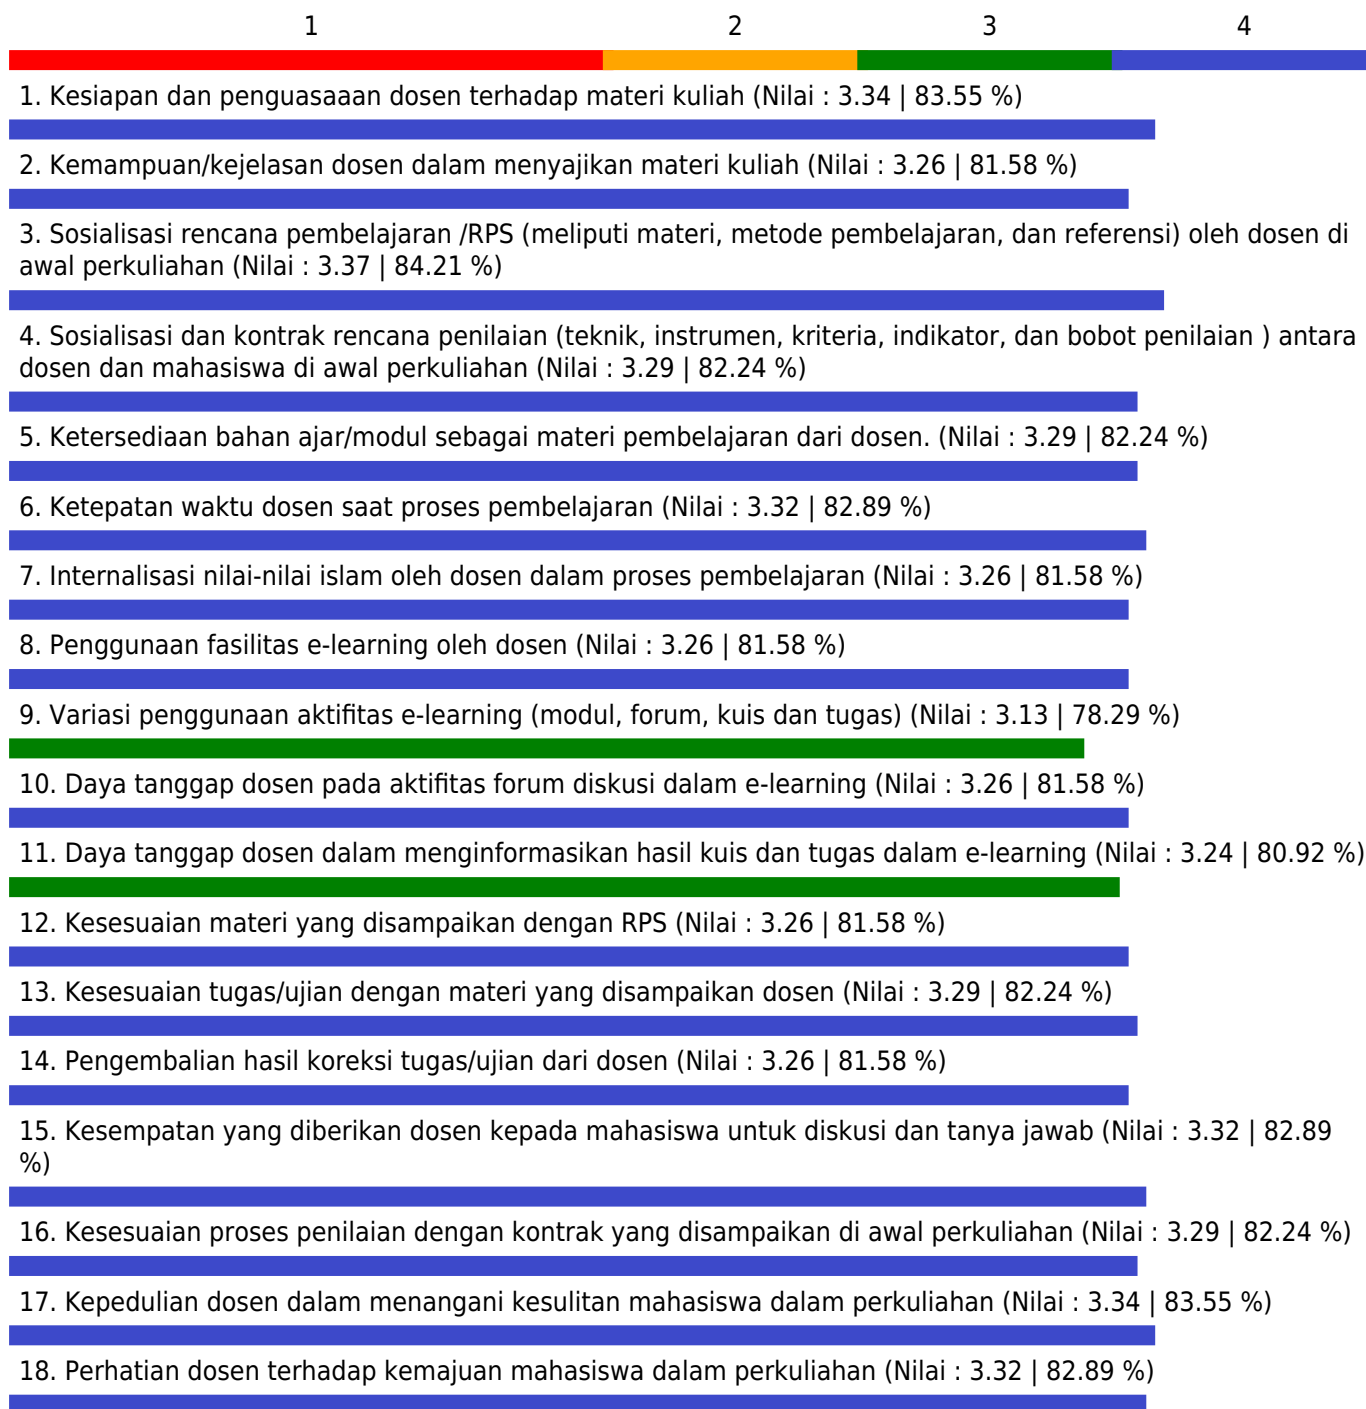 1 2 3 4
1. Kesiapan dan penguasaaan dosen terhadap materi kuliah (Nilai : 3.34 | 83.55 %)
2. Kemampuan/kejelasan dosen dalam menyajikan materi kuliah (Nilai : 3.26 | 81.58 %)
3. Sosialisasi rencana pembelajaran /RPS (meliputi materi, metode pembelajaran, dan referensi) oleh dosen di
awal perkuliahan (Nilai : 3.37 | 84.21 %)
4. Sosialisasi dan kontrak rencana penilaian (teknik, instrumen, kriteria, indikator, dan bobot penilaian ) antara
dosen dan mahasiswa di awal perkuliahan (Nilai : 3.29 | 82.24 %)
5. Ketersediaan bahan ajar/modul sebagai materi pembelajaran dari dosen. (Nilai : 3.29 | 82.24 %)
6. Ketepatan waktu dosen saat proses pembelajaran (Nilai : 3.32 | 82.89 %)
7. Internalisasi nilai-nilai islam oleh dosen dalam proses pembelajaran (Nilai : 3.26 | 81.58 %)
8. Penggunaan fasilitas e-learning oleh dosen (Nilai : 3.26 | 81.58 %)
9. Variasi penggunaan aktifitas e-learning (modul, forum, kuis dan tugas) (Nilai : 3.13 | 78.29 %)
10. Daya tanggap dosen pada aktifitas forum diskusi dalam e-learning (Nilai : 3.26 | 81.58 %)
11. Daya tanggap dosen dalam menginformasikan hasil kuis dan tugas dalam e-learning (Nilai : 3.24 | 80.92 %)
12. Kesesuaian materi yang disampaikan dengan RPS (Nilai : 3.26 | 81.58 %)
13. Kesesuaian tugas/ujian dengan materi yang disampaikan dosen (Nilai : 3.29 | 82.24 %)
14. Pengembalian hasil koreksi tugas/ujian dari dosen (Nilai : 3.26 | 81.58 %)
15. Kesempatan yang diberikan dosen kepada mahasiswa untuk diskusi dan tanya jawab (Nilai : 3.32 | 82.89
%)
16. Kesesuaian proses penilaian dengan kontrak yang disampaikan di awal perkuliahan (Nilai : 3.29 | 82.24 %)
17. Kepedulian dosen dalam menangani kesulitan mahasiswa dalam perkuliahan (Nilai : 3.34 | 83.55 %)
18. Perhatian dosen terhadap kemajuan mahasiswa dalam perkuliahan (Nilai : 3.32 | 82.89 %)